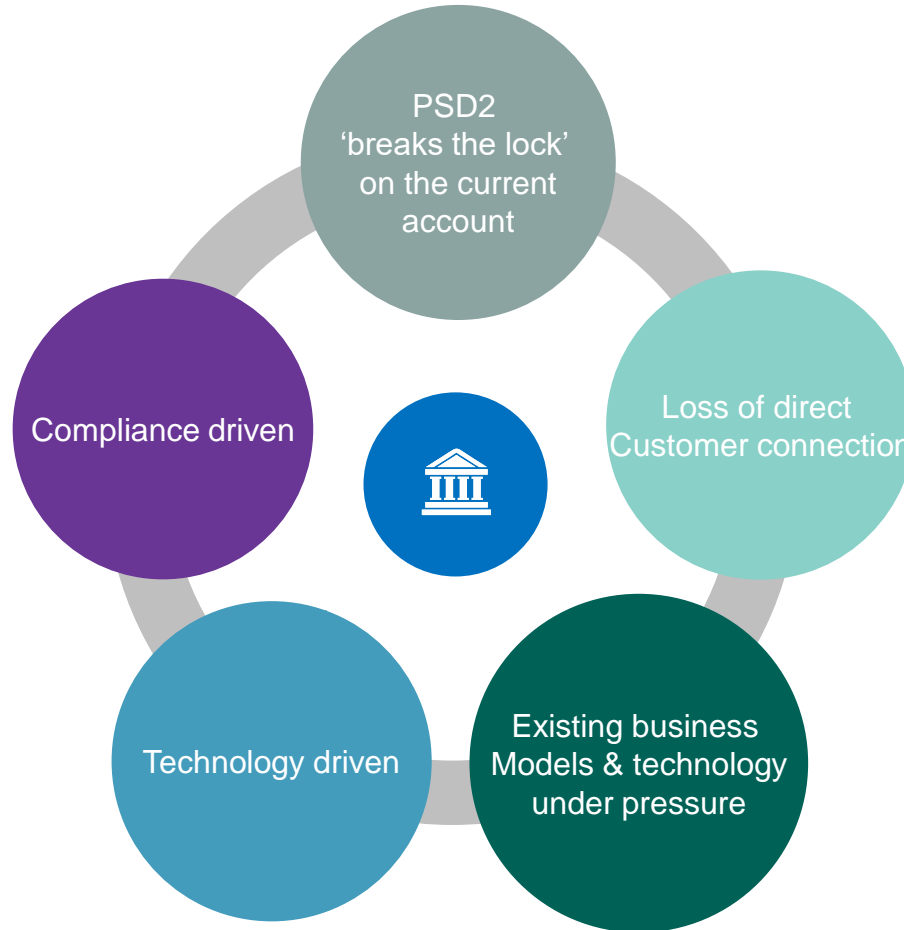 PSD2
‘breaks the lock’
on the current
account
Loss of direct
Customer connection
Existing business
Models & technology
under pressure
Technology driven
Compliance driven